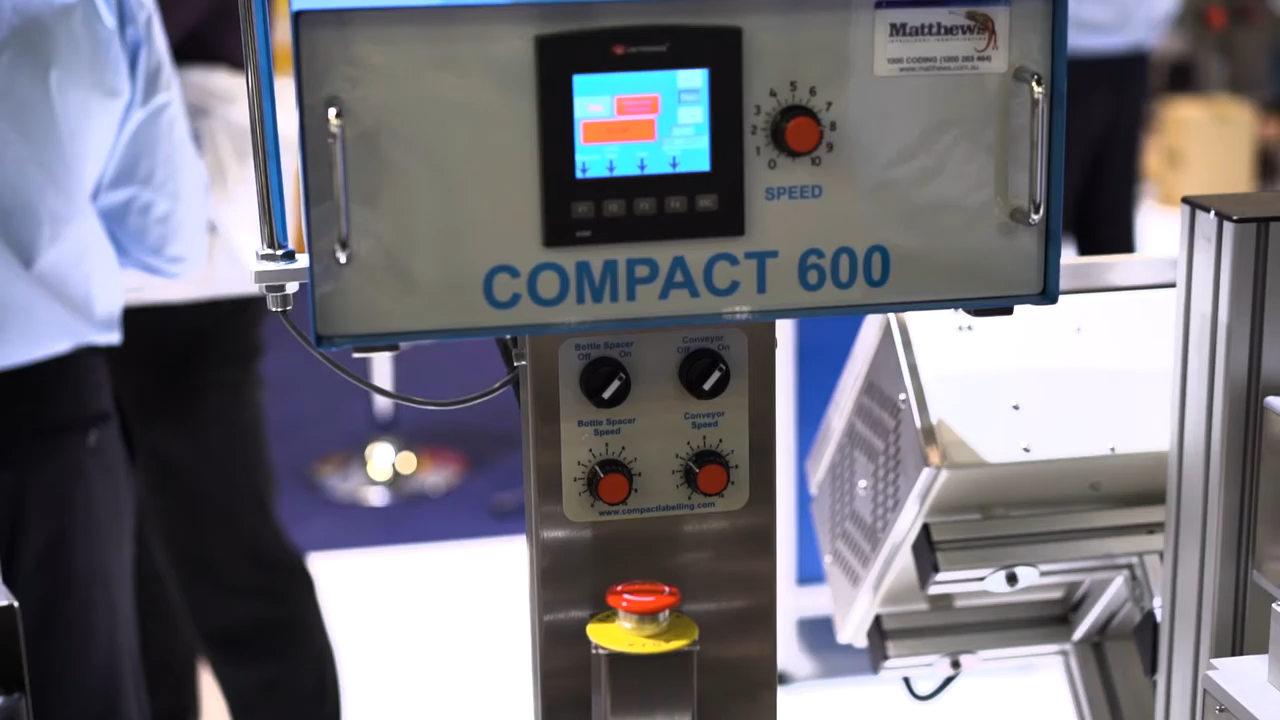 Matthews
INTELLIGENT IDENTIFICATION
1300 CODING (1300 263 464)
www.matthews.com.au
0 1 2 3 4 5 6 7 8 9 10
SPEED
F1 F2 F3 F4 ESC
COMPACT 600
Bottle Spacer
Off On
Conveyor
Off On
Bottle Spacer
Speed
Conveyor
Speed
www.compactlabelling.com